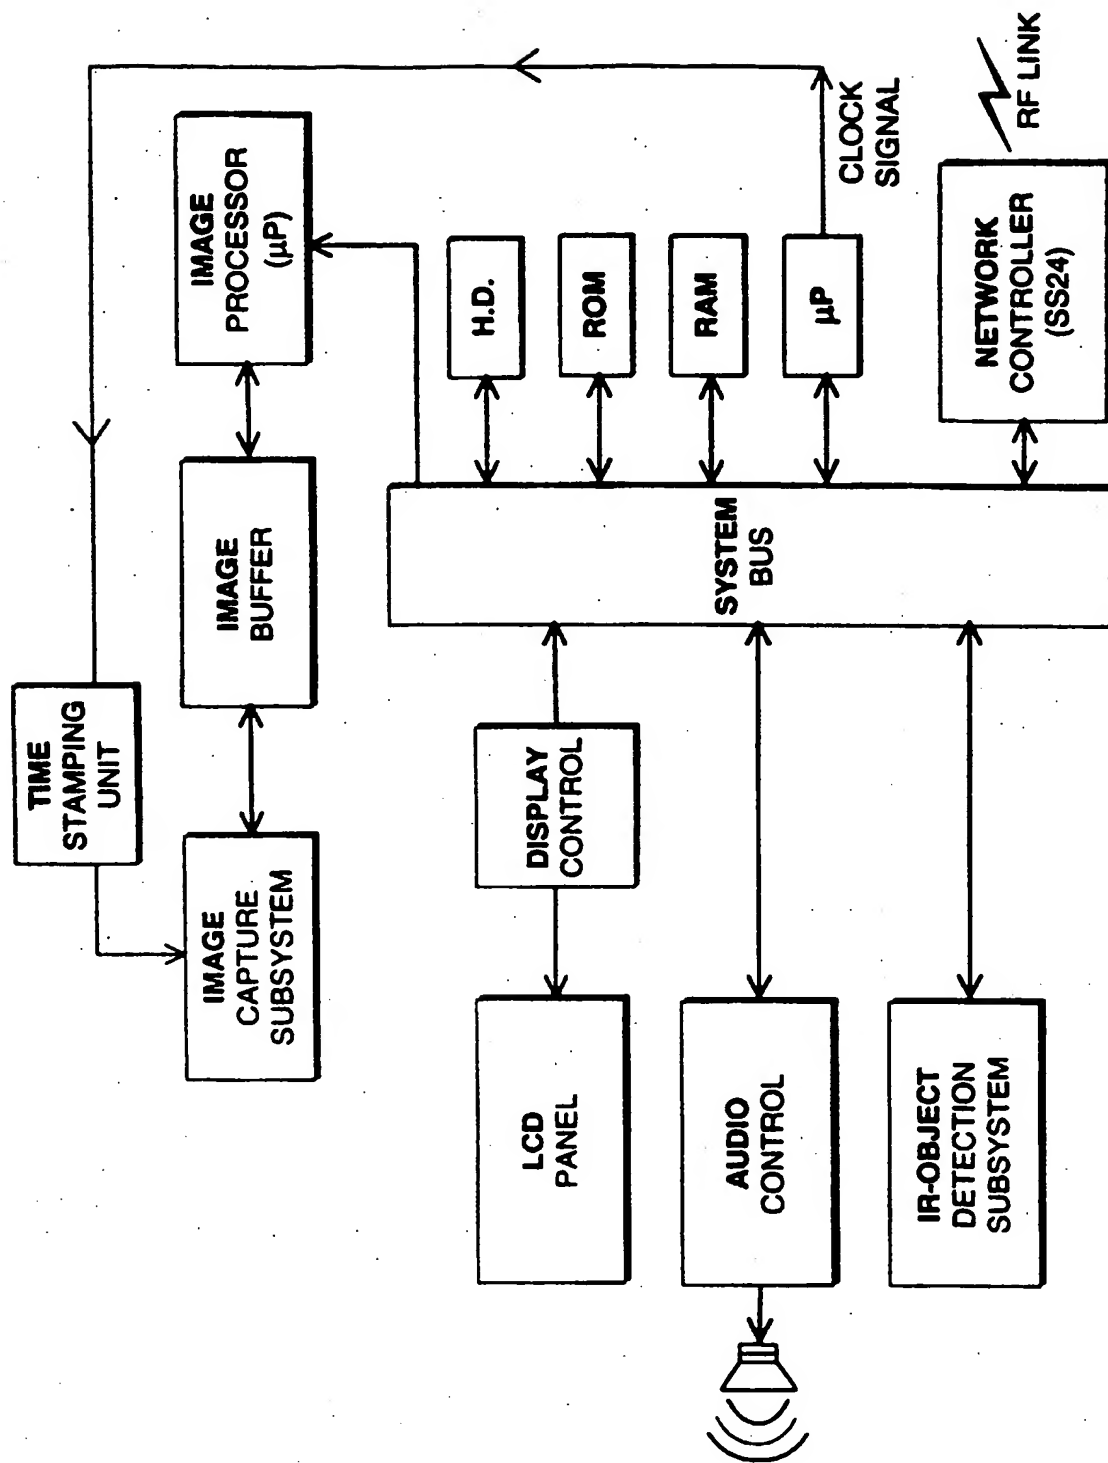 TIME
STAMPING
UNIT
IMAGE
CAPTURE
SUBSYSTEM
IMAGE
BUFFER
IMAGE
PROCESSOR
(µP)
LCD
PANEL
DISPLAY
CONTROL
H.D.
ROM
RAM
µP
CLOCK
SIGNAL
SYSTEM
BUS
AUDIO
CONTROL
IR-OBJECT
DETECTION
SUBSYSTEM
NETWORK
CONTROLLER
(SS24)
RF LINK